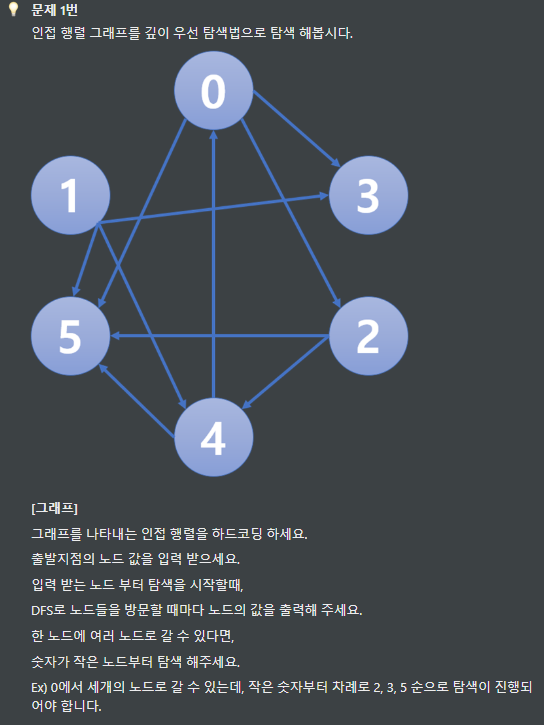 문제 1번
인접 행렬 그래프를 깊이 우선 탐색법으로 탐색 해봅시다.
0
1
3
5
2
4
[그래프]
그래프를 나타내는 인접 행렬을 하드코딩 하세요.
출발지점의 노드 값을 입력 받으세요.
입력 받는 노드 부터 탐색을 시작할때,
DFS로 노드들을 방문할 때마다 노드의 값을 출력해 주세요.
한 노드에 여러 노드로 갈 수 있다면,
숫자가 작은 노드부터 탐색 해주세요.
Ex) 0에서 세개의 노드로 갈 수 있는데, 작은 숫자부터 차례로 2, 3, 5 순으로 탐색이 진행되
어야 합니다.